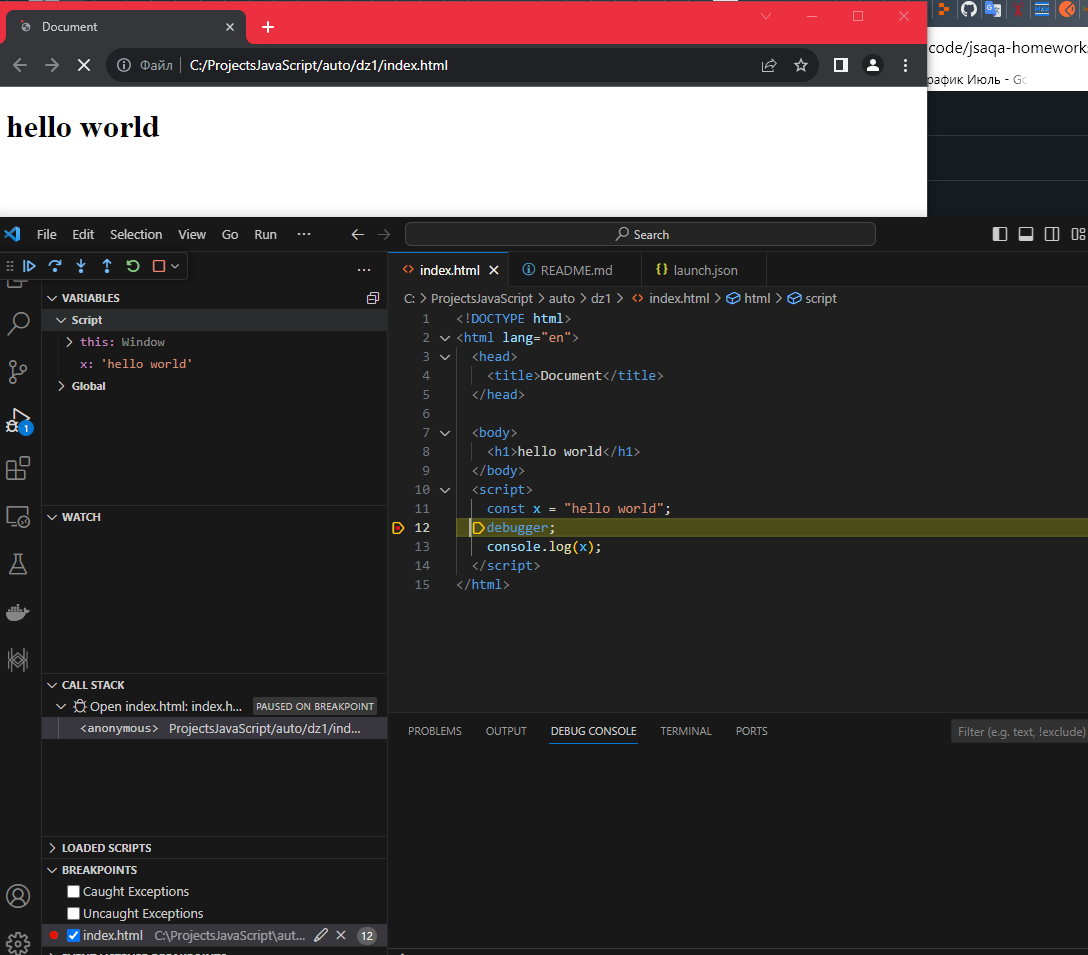 Document
code/jsaqa-homeworks
Файл C:/ProjectsJavaScript/auto/dz1/index.html
рафик Июль - Go
hello world
File Edit Selection View Go Run ··· Search
index.html README.md launch.json
VARIABLES
C: > ProjectsJavaScript > auto > dz1 > index.html > html > script
Script
this: Window
x: 'hello world'
Global
1 <!DOCTYPE html>
2 <html lang="en">
3 <head>
4 <title>Document</title>
5 </head>
6
7 <body>
8 <h1>hello world</h1>
9 </body>
10 <script>
11 const x = "hello world";
12 debugger;
13 console.log(x);
14 </script>
15 </html>
WATCH
CALL STACK
Open index.html: index.h... PAUSED ON BREAKPOINT
<anonymous> ProjectsJavaScript/auto/dz1/ind...
PROBLEMS OUTPUT DEBUG CONSOLE TERMINAL PORTS Filter (e.g. text, !exclude)
LOADED SCRIPTS
BREAKPOINTS
Caught Exceptions
Uncaught Exceptions
index.html C:\ProjectsJavaScript\aut... 12
EVENT LISTENER BREAKPOINTS
1